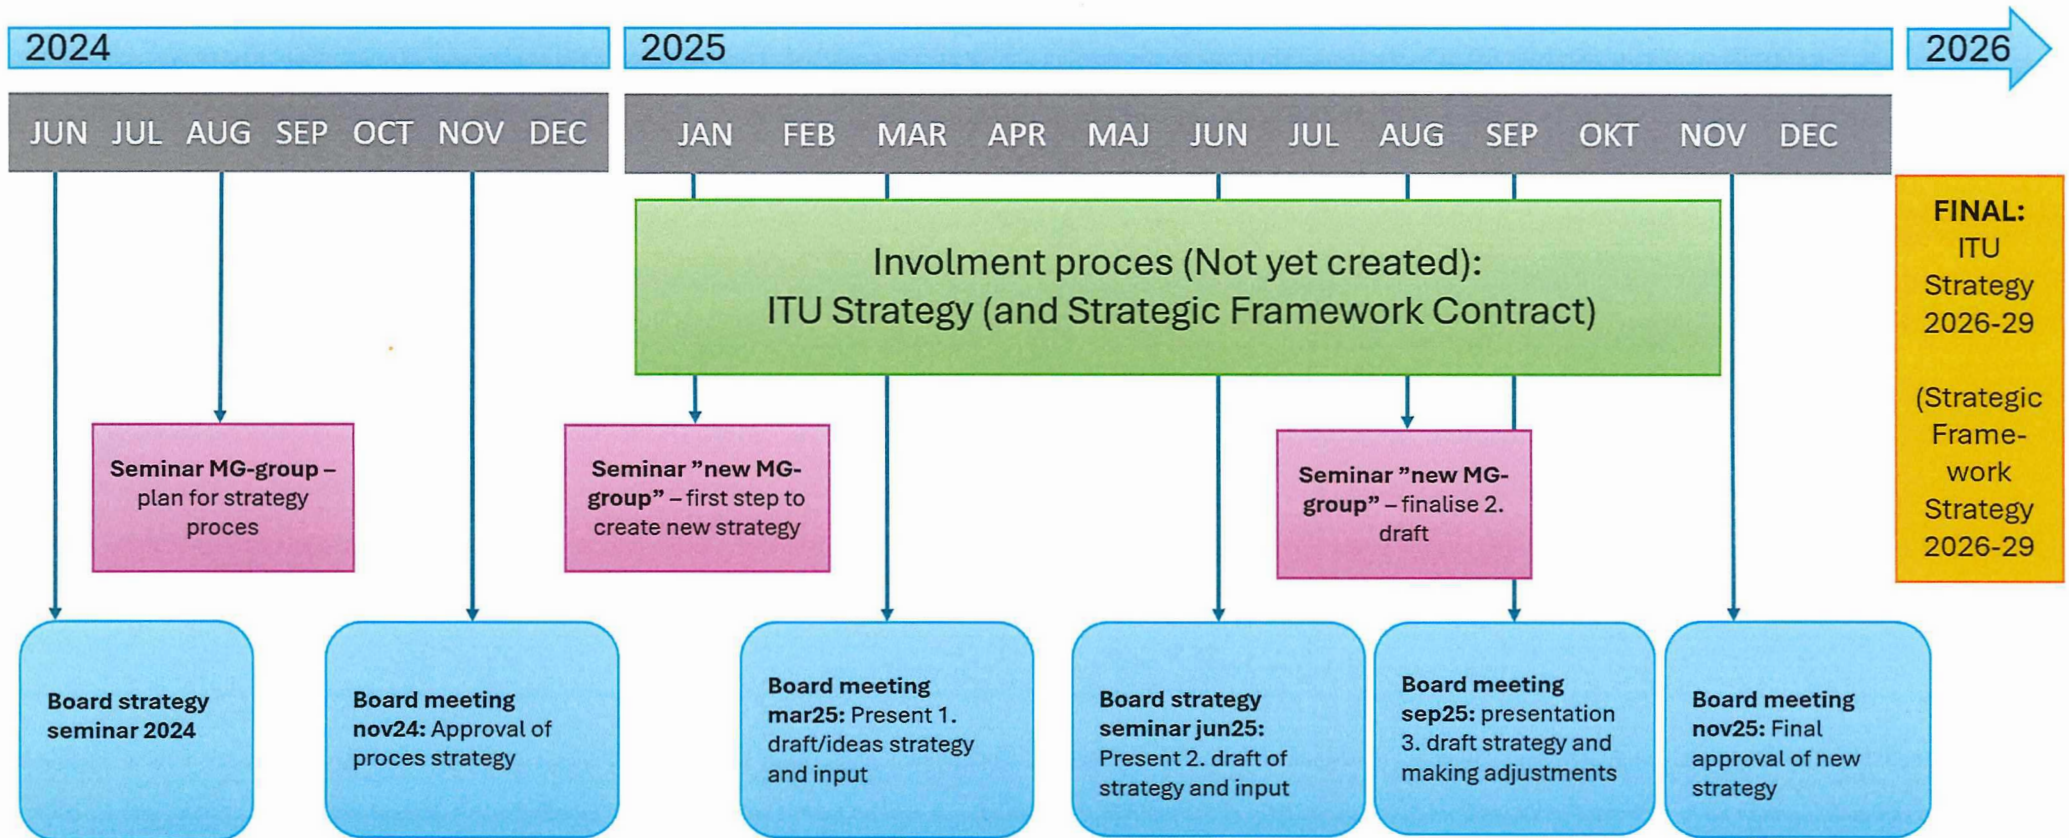 2024
2025
2026
JUN JUL AUG SEP OCT NOV DEC
JAN FEB MAR APR MAJ JUN JUL AUG SEP OKT NOV DEC
Involment proces (Not yet created):
ITU Strategy (and Strategic Framework Contract)
FINAL:
ITU
Strategy
2026-29
(Strategic
Frame-
work
Strategy
2026-29
Seminar MG-group –
plan for strategy
proces
Seminar ”new MG-
group” – first step to
create new strategy
Seminar ”new MG-
group” – finalise 2.
draft
Board strategy
seminar 2024
Board meeting
nov24: Approval of
proces strategy
Board meeting
mar25: Present 1.
draft/ideas strategy
and input
Board strategy
seminar jun25:
Present 2. draft of
strategy and input
Board meeting
sep25: presentation
3. draft strategy and
making adjustments
Board meeting
nov25: Final
approval of new
strategy